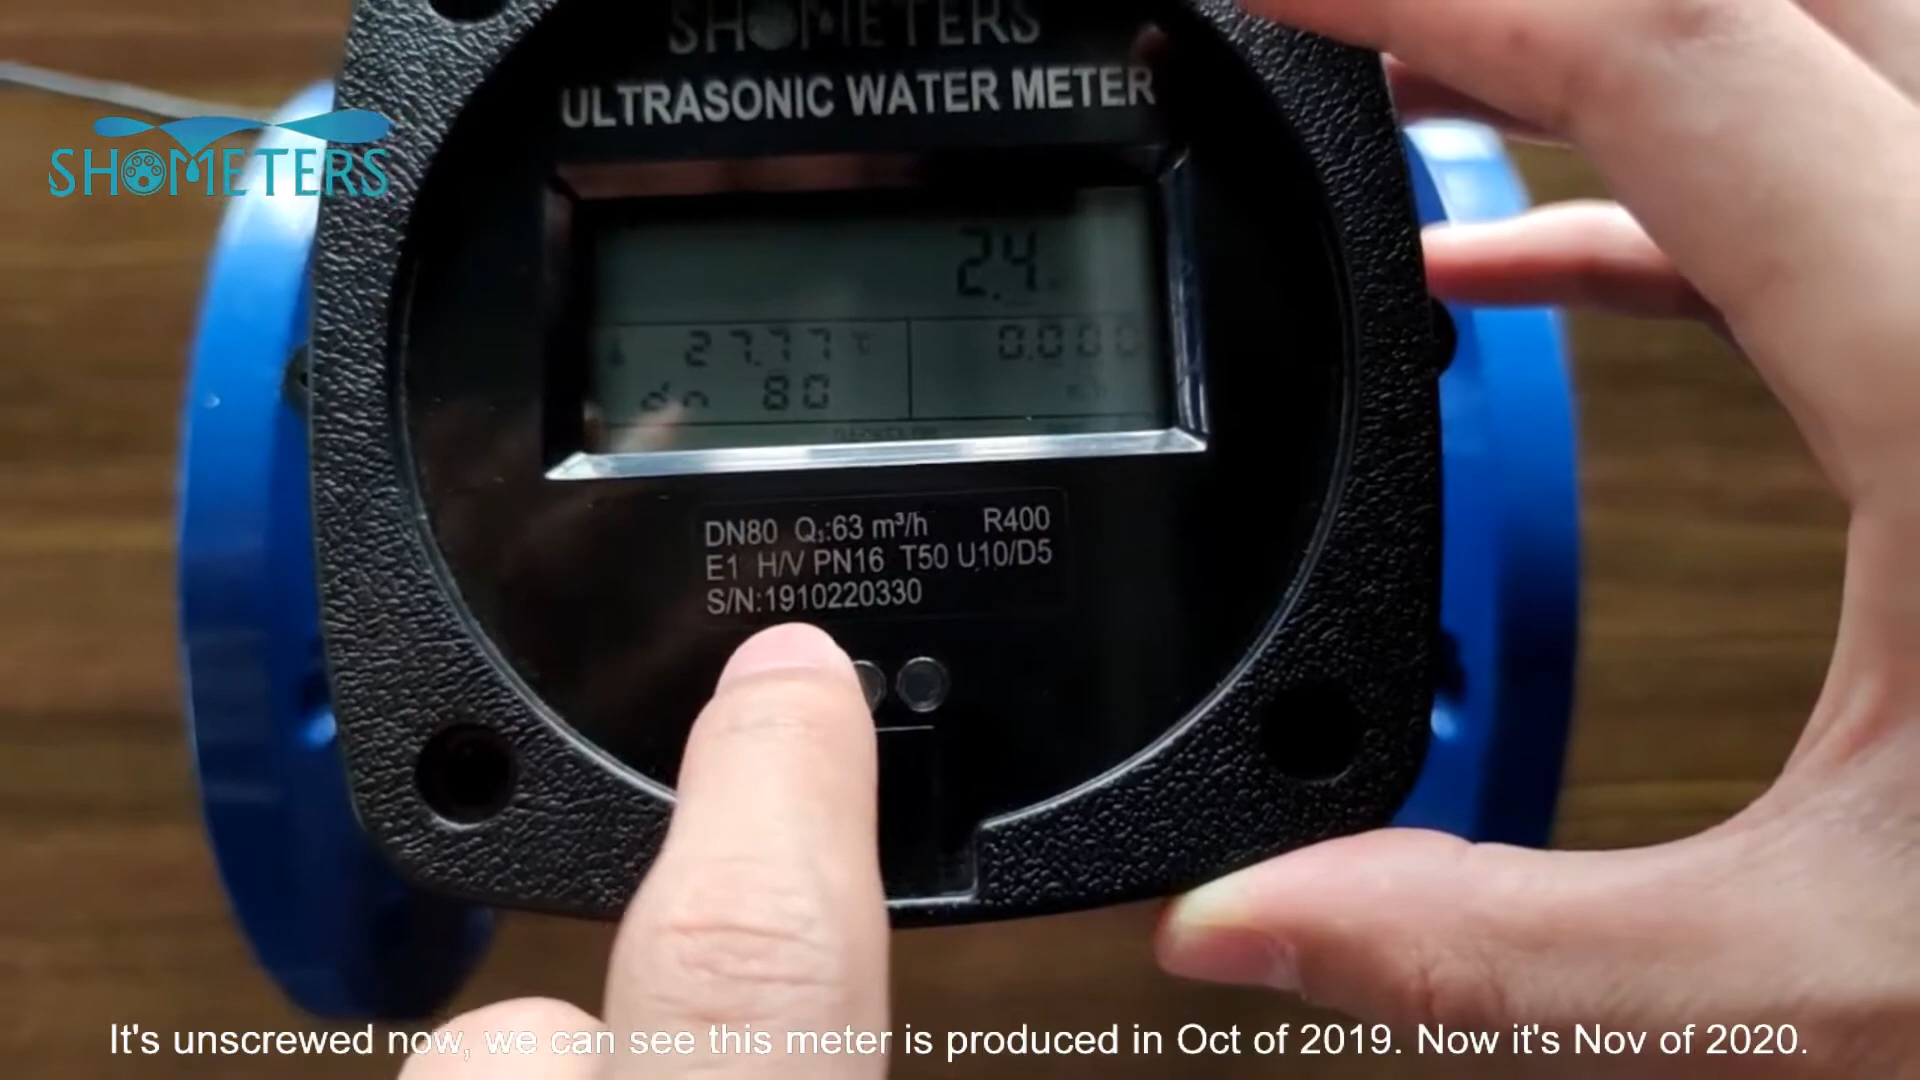 SHOMETERS
ULTRASONIC WATER METER
SHOMETERS
2.4
27.77 °C 0.000
dn 80
DN80 Q₃:63 m³/h R400
E1 H/V PN16 T50 U10/D5
S/N:1910220330
It's unscrewed now, we can see this meter is produced in Oct of 2019. Now it's Nov of 2020.